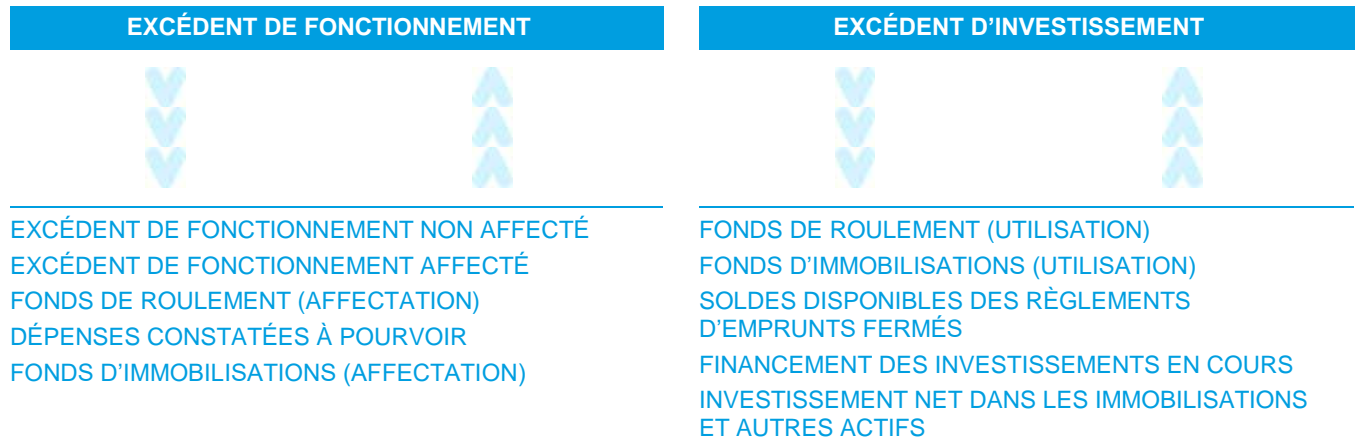 EXCÉDENT DE FONCTIONNEMENT
EXCÉDENT DE FONCTIONNEMENT NON AFFECTÉ
EXCÉDENT DE FONCTIONNEMENT AFFECTÉ
FONDS DE ROULEMENT (AFFECTATION)
DÉPENSES CONSTATÉES À POURVOIR
FONDS D'IMMOBILISATIONS (AFFECTATION)
EXCÉDENT D'INVESTISSEMENT
FONDS DE ROULEMENT (UTILISATION)
FONDS D'IMMOBILISATIONS (UTILISATION)
SOLDES DISPONIBLES DES RÈGLEMENTS
D'EMPRUNTS FERMÉS
FINANCEMENT DES INVESTISSEMENTS EN COURS
INVESTISSEMENT NET DANS LES IMMOBILISATIONS
ET AUTRES ACTIFS